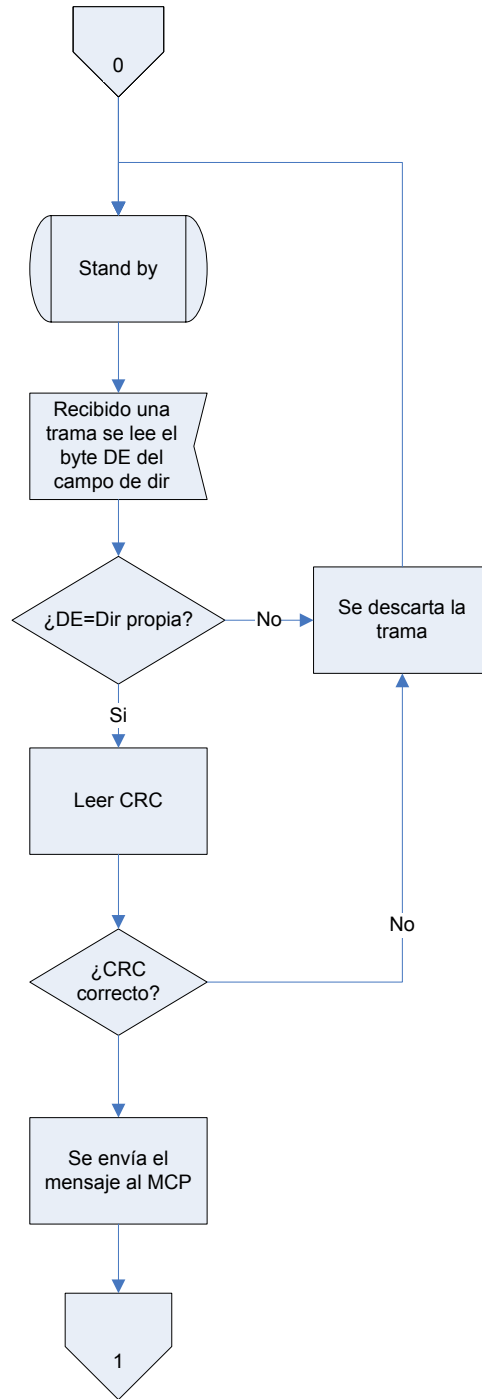 0
Stand by
Recibido una
trama se lee el
byte DE del
campo de dir
¿DE=Dir propia?
No
Se descarta la
trama
Si
Leer CRC
No
¿CRC
correcto?
Se envía el
mensaje al MCP
1